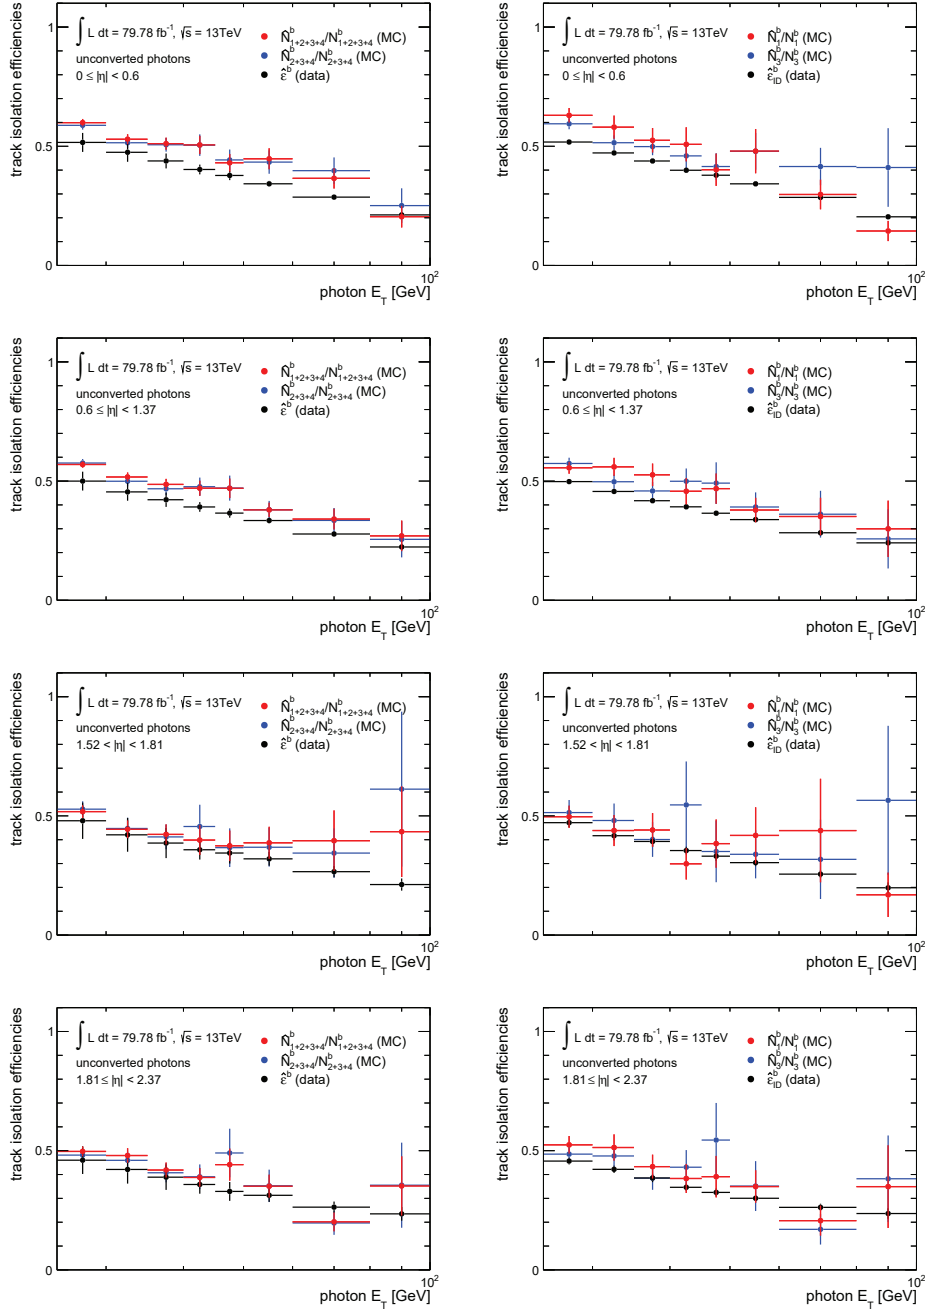 track isolation efficiencies
1
0.5
0
∫ L dt = 79.78 fb⁻¹, √s = 13TeV
unconverted photons
0 ≤ |η| < 0.6
N̂ᵇ₁₊₂₊₃₊₄/Nᵇ₁₊₂₊₃₊₄ (MC)
N̂ᵇ₂₊₃₊₄/Nᵇ₂₊₃₊₄ (MC)
ε̂ᵇ (data)
10²
photon E_T [GeV]
track isolation efficiencies
1
0.5
0
∫ L dt = 79.78 fb⁻¹, √s = 13TeV
unconverted photons
0 ≤ |η| < 0.6
N̂ᵇ₁/Nᵇ₁ (MC)
N̂ᵇ₃/Nᵇ₃ (MC)
ε̂ᵇ_ID (data)
10²
photon E_T [GeV]
track isolation efficiencies
1
0.5
0
∫ L dt = 79.78 fb⁻¹, √s = 13TeV
unconverted photons
0.6 ≤ |η| < 1.37
N̂ᵇ₁₊₂₊₃₊₄/Nᵇ₁₊₂₊₃₊₄ (MC)
N̂ᵇ₂₊₃₊₄/Nᵇ₂₊₃₊₄ (MC)
ε̂ᵇ (data)
10²
photon E_T [GeV]
track isolation efficiencies
1
0.5
0
∫ L dt = 79.78 fb⁻¹, √s = 13TeV
unconverted photons
0.6 ≤ |η| < 1.37
N̂ᵇ₁/Nᵇ₁ (MC)
N̂ᵇ₃/Nᵇ₃ (MC)
ε̂ᵇ_ID (data)
10²
photon E_T [GeV]
track isolation efficiencies
1
0.5
0
∫ L dt = 79.78 fb⁻¹, √s = 13TeV
unconverted photons
1.52 < |η| < 1.81
N̂ᵇ₁₊₂₊₃₊₄/Nᵇ₁₊₂₊₃₊₄ (MC)
N̂ᵇ₂₊₃₊₄/Nᵇ₂₊₃₊₄ (MC)
ε̂ᵇ (data)
10²
photon E_T [GeV]
track isolation efficiencies
1
0.5
0
∫ L dt = 79.78 fb⁻¹, √s = 13TeV
unconverted photons
1.52 < |η| < 1.81
N̂ᵇ₁/Nᵇ₁ (MC)
N̂ᵇ₃/Nᵇ₃ (MC)
ε̂ᵇ_ID (data)
10²
photon E_T [GeV]
track isolation efficiencies
1
0.5
0
∫ L dt = 79.78 fb⁻¹, √s = 13TeV
unconverted photons
1.81 ≤ |η| < 2.37
N̂ᵇ₁₊₂₊₃₊₄/Nᵇ₁₊₂₊₃₊₄ (MC)
N̂ᵇ₂₊₃₊₄/Nᵇ₂₊₃₊₄ (MC)
ε̂ᵇ (data)
10²
photon E_T [GeV]
track isolation efficiencies
1
0.5
0
∫ L dt = 79.78 fb⁻¹, √s = 13TeV
unconverted photons
1.81 ≤ |η| < 2.37
N̂ᵇ₁/Nᵇ₁ (MC)
N̂ᵇ₃/Nᵇ₃ (MC)
ε̂ᵇ_ID (data)
10²
photon E_T [GeV]